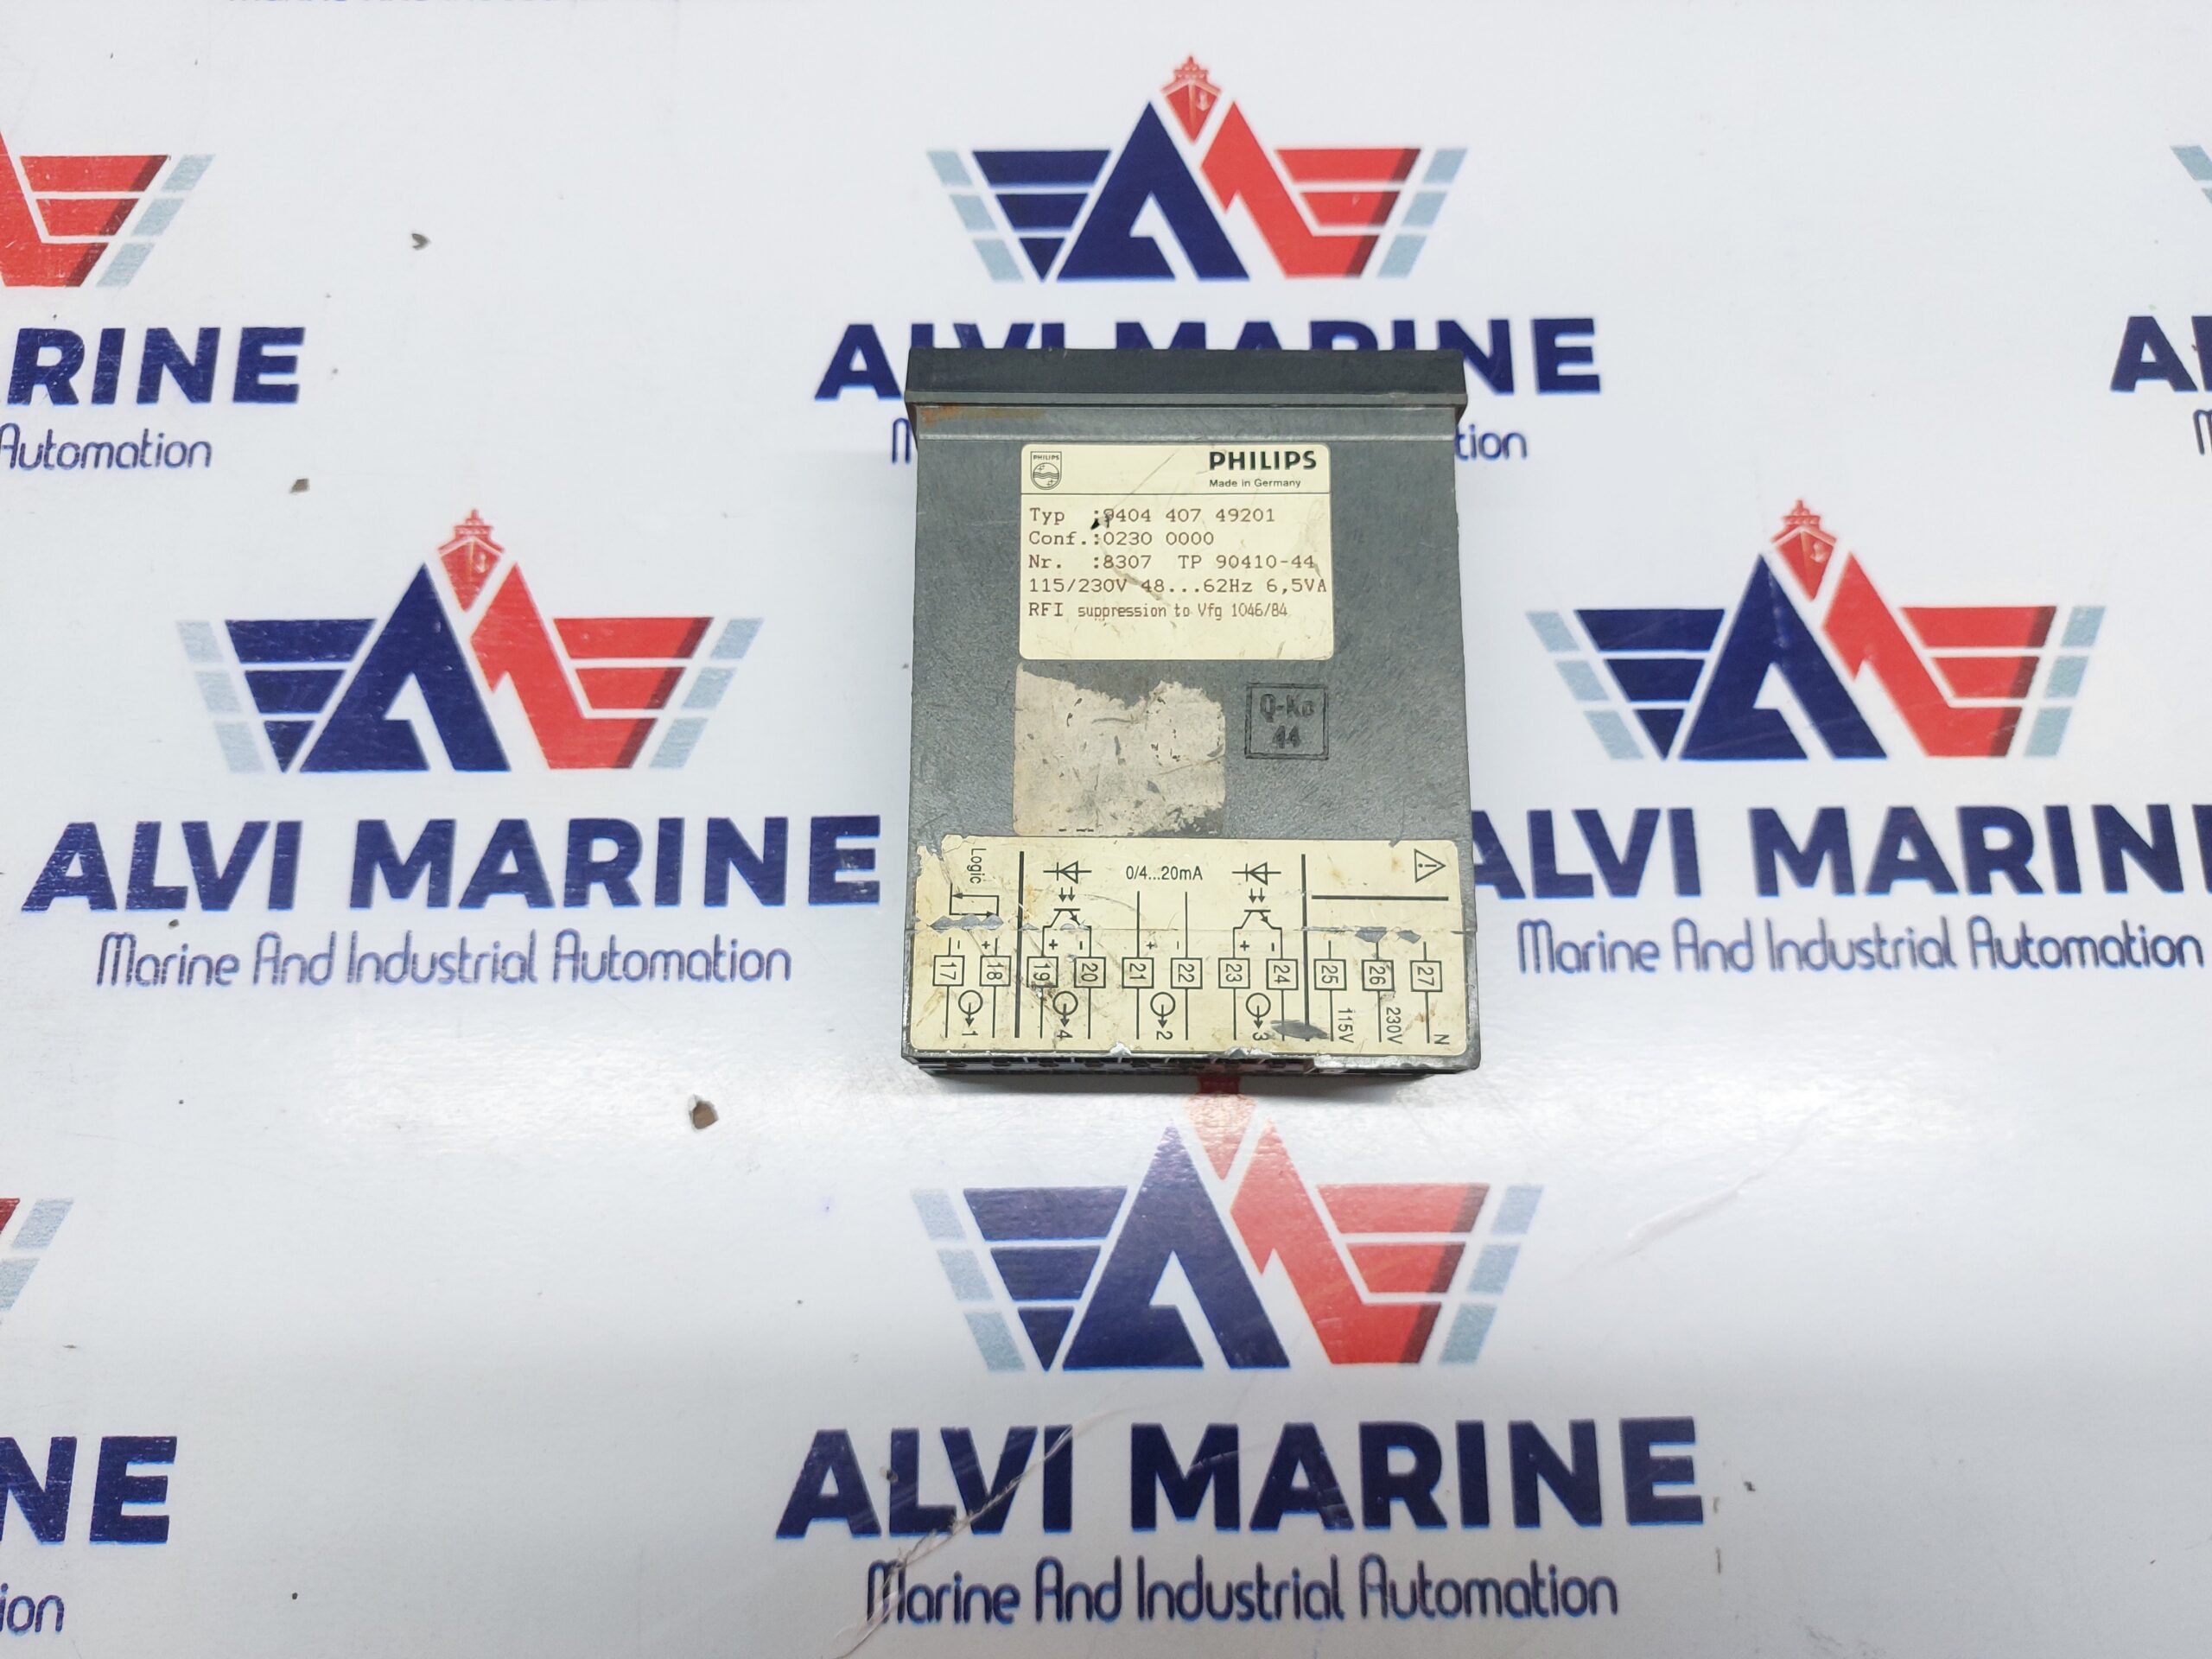 ALVI MARINE
RINE
Automation
tion
PHILIPS
PHILIPS
Made in Germany
Typ :9404 407 49201
Conf.:0230 0000
Nr. :8307 TP 90410-44
115/230V 48...62Hz 6,5VA
RFI suppression to Vfg 1046/84
Q-Ko
44
Logic
0/4...20mA
- + + - + - + -
17 18 19 20 21 22 23 24 25 26 27
1 4 2 3 115V 230V N
ALVI MARINE
Marine And Industrial Automation
ALVI MARINE
Marine And Industrial Automation
NE
ion
ALVI MARINE
Marine And Industrial Automation